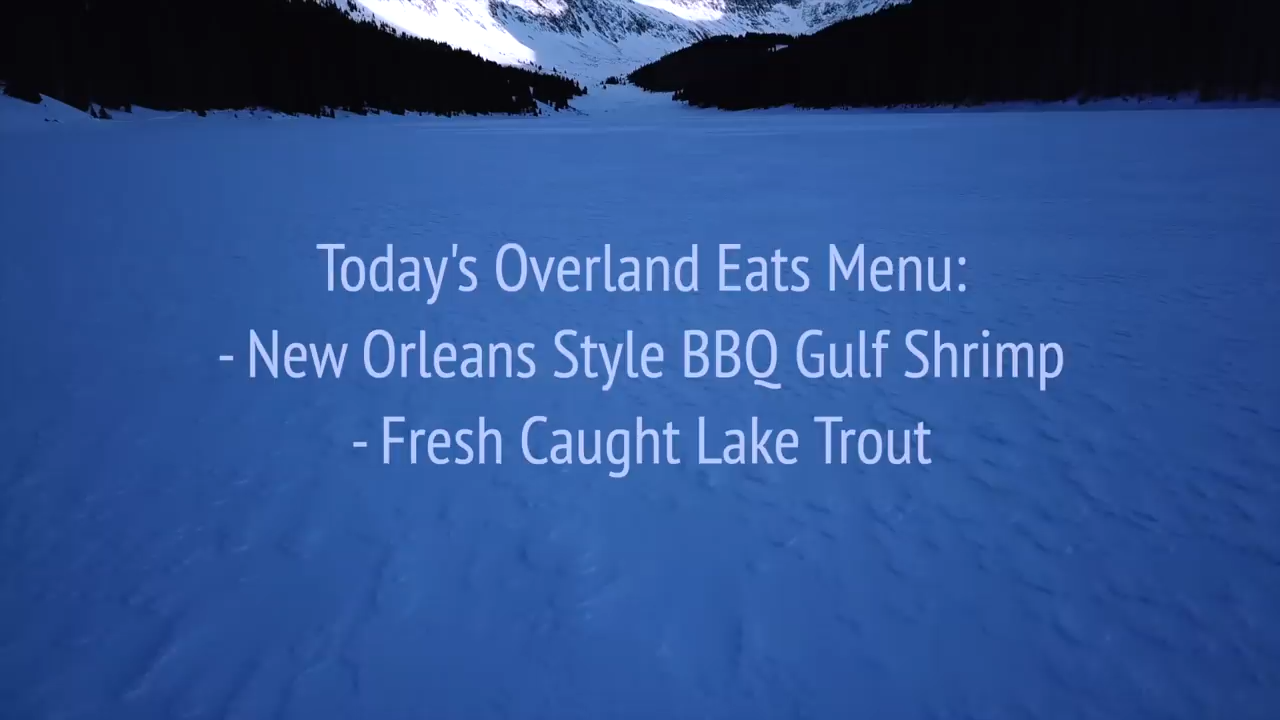 Today's Overland Eats Menu:
- New Orleans Style BBQ Gulf Shrimp
- Fresh Caught Lake Trout